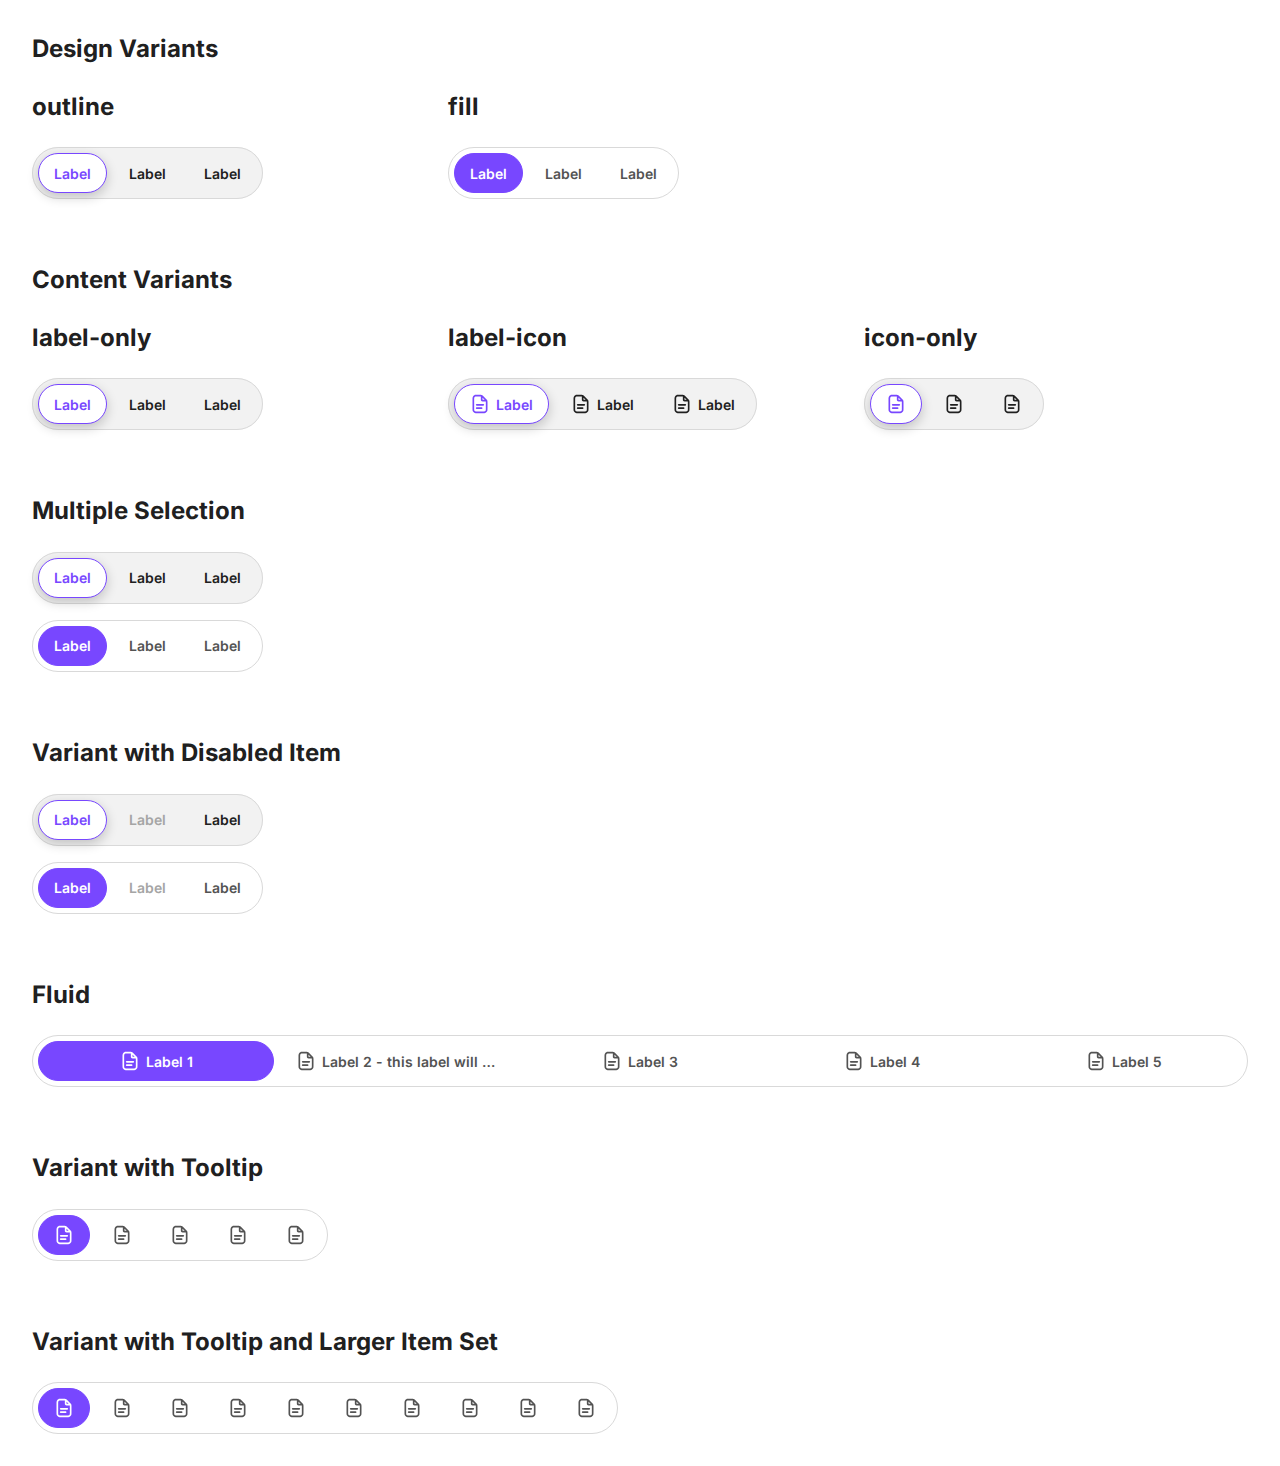 Design Variants
outline fill
Label Label Label Label Label Label
Content Variants
label-only label-icon icon-only
Label Label Label Label Label Label
Multiple Selection
Label Label Label
Label Label Label
Variant with Disabled Item
Label Label Label
Label Label Label
Fluid
Label 1 Label 2 - this label will ... Label 3 Label 4 Label 5
Variant with Tooltip
Variant with Tooltip and Larger Item Set